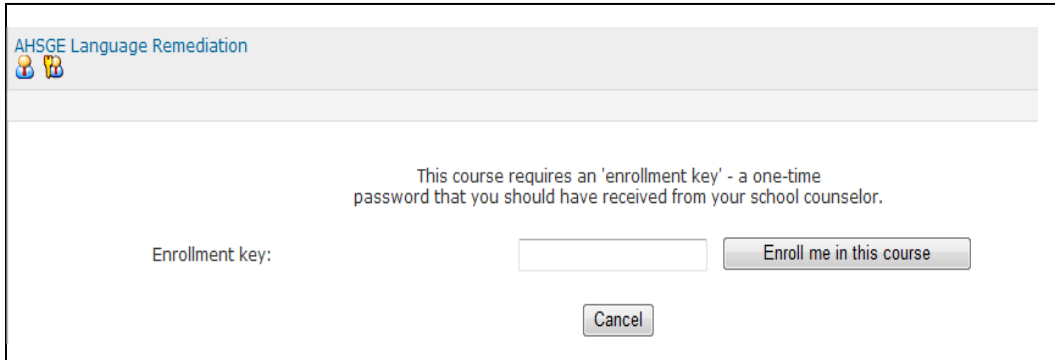 AHSGE Language Remediation
This course requires an 'enrollment key' - a one-time
password that you should have received from your school counselor.
Enrollment key:
Enroll me in this course
Cancel